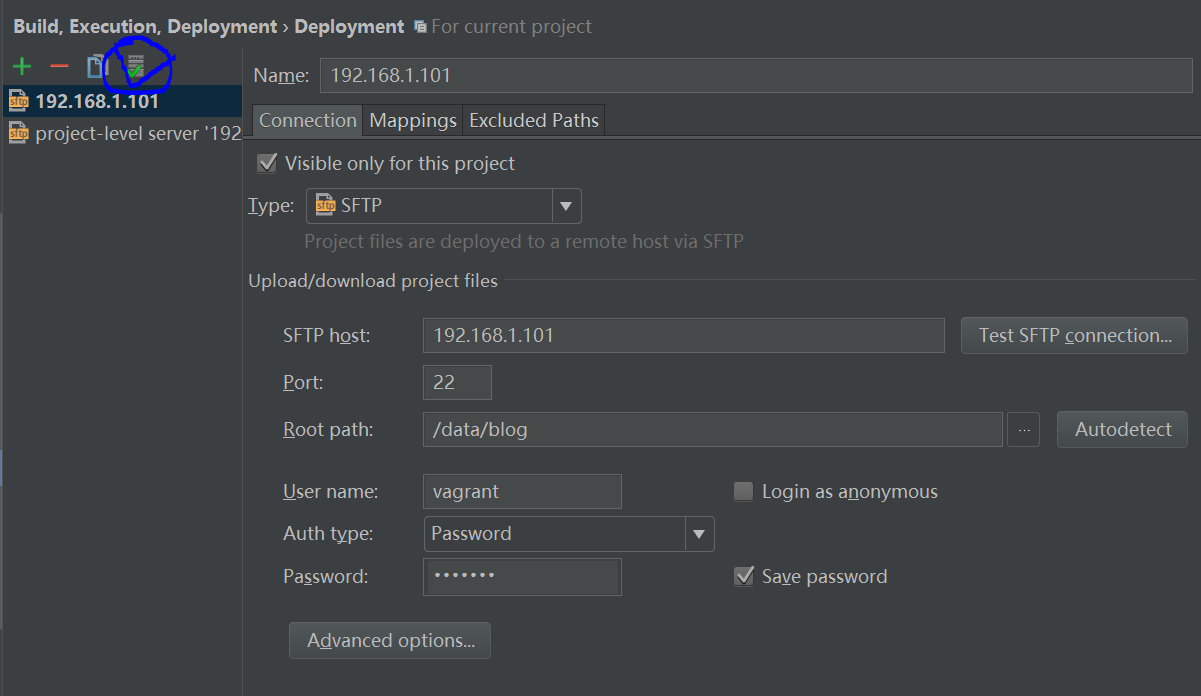 Build, Execution, Deployment › Deployment For current project
Name: 192.168.1.101
sftp 192.168.1.101
sftp project-level server '192
Connection Mappings Excluded Paths
Visible only for this project
Type: sftp SFTP
Project files are deployed to a remote host via SFTP
Upload/download project files
SFTP host: 192.168.1.101 Test SFTP connection...
Port: 22
Root path: /data/blog ... Autodetect
User name: vagrant Login as anonymous
Auth type: Password
Password: ••••••• Save password
Advanced options...